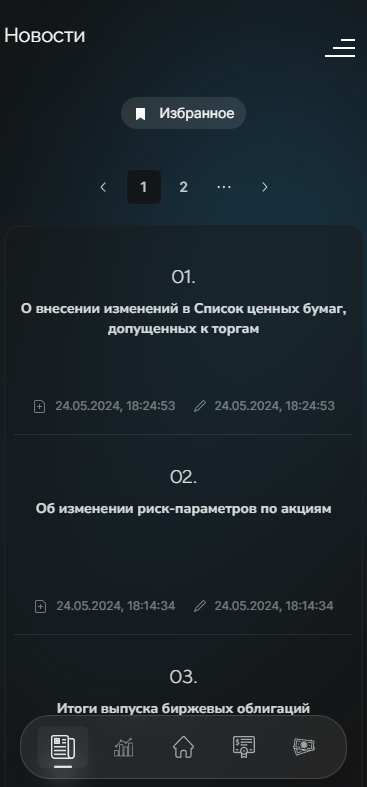 Новости
Избранное
1 2 ...
01.
О внесении изменений в Список ценных бумаг,
допущенных к торгам
24.05.2024, 18:24:53 24.05.2024, 18:24:53
02.
Об изменении риск-параметров по акциям
24.05.2024, 18:14:34 24.05.2024, 18:14:34
03.
Итоги выпуска биржевых облигаций